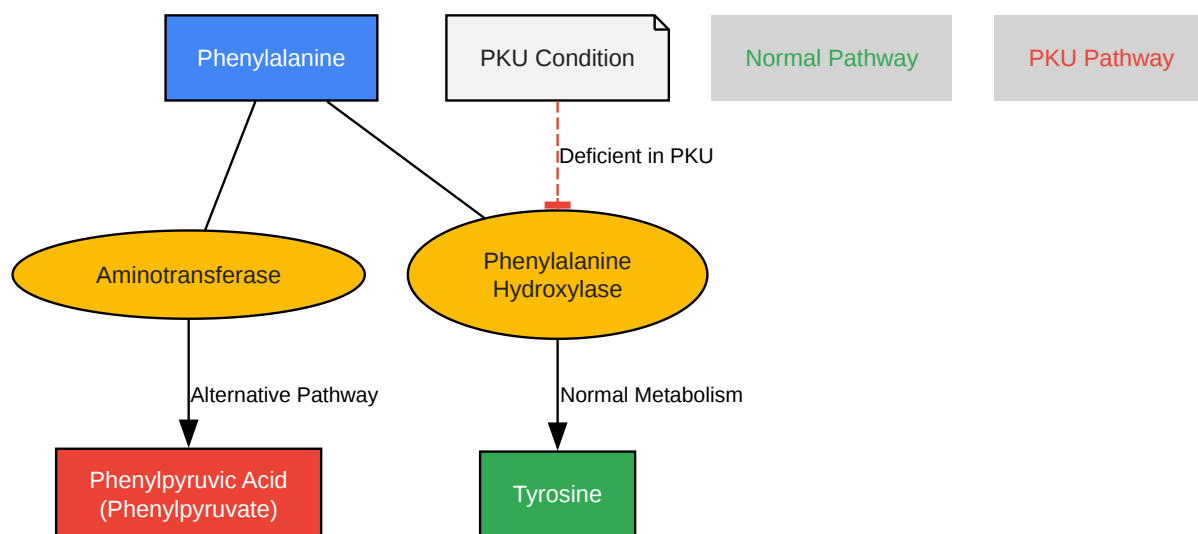 Phenylalanine
PKU Condition
Normal Pathway
PKU Pathway
Deficient in PKU
Aminotransferase
Phenylalanine
Hydroxylase
Alternative Pathway
Normal Metabolism
Phenylpyruvic Acid
(Phenylpyruvate)
Tyrosine